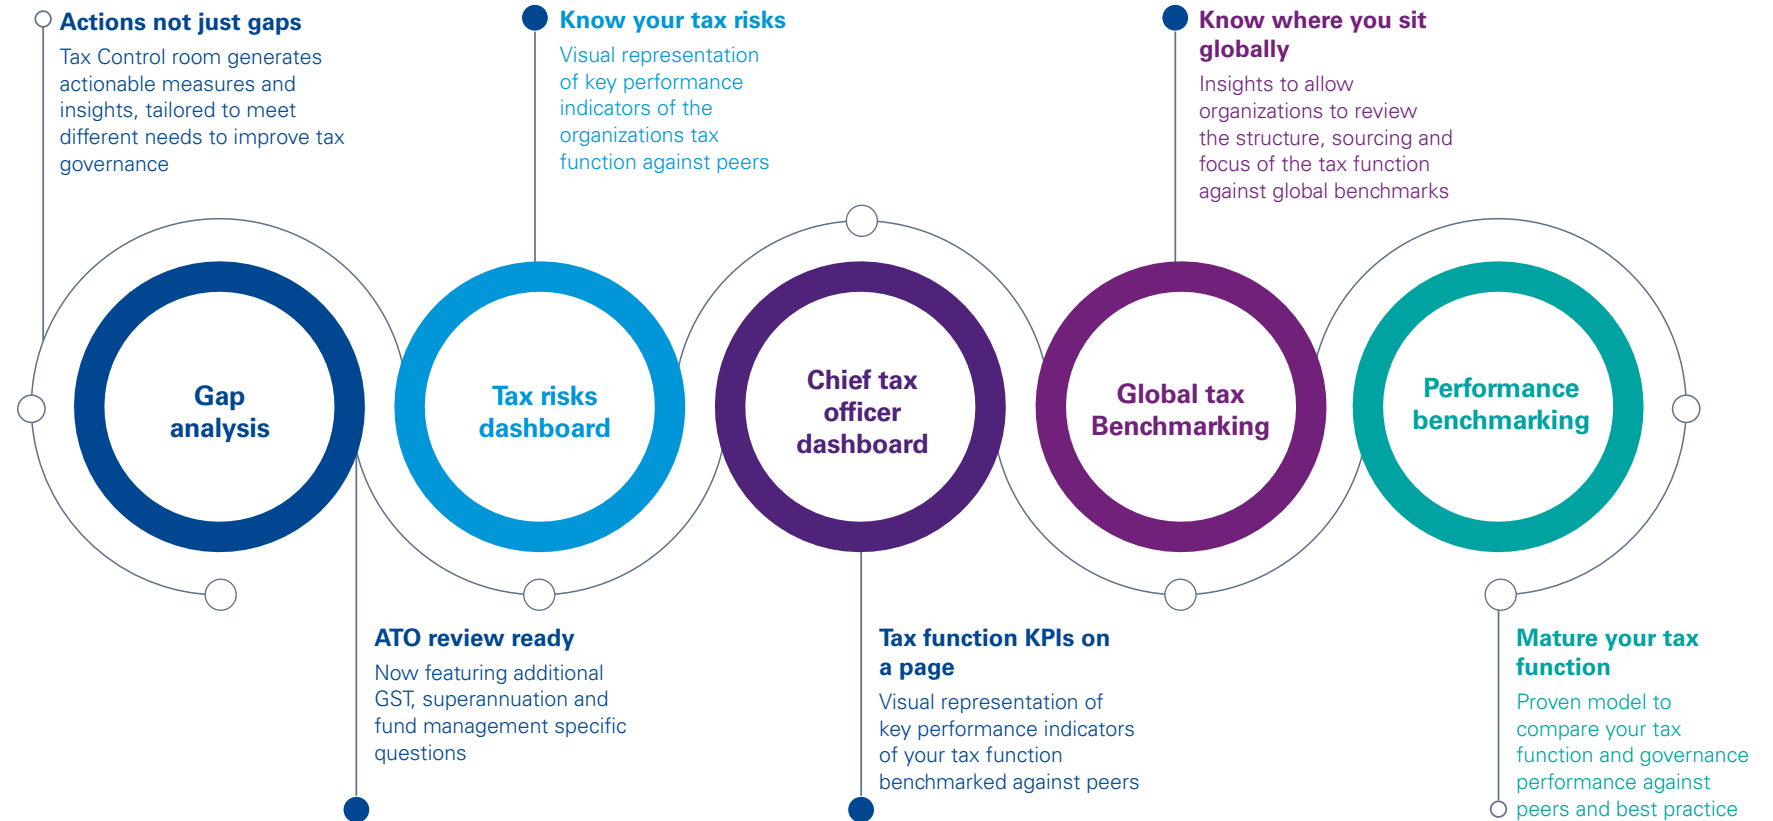 Actions not just gaps
Tax Control room generates
actionable measures and
insights, tailored to meet
different needs to improve tax
governance
Know your tax risks
Visual representation
of key performance
indicators of the
organizations tax
function against peers
Know where you sit
globally
Insights to allow
organizations to review
the structure, sourcing and
focus of the tax function
against global benchmarks
Gap
analysis
Tax risks
dashboard
Chief tax
officer
dashboard
Global tax
Benchmarking
Performance
benchmarking
ATO review ready
Now featuring additional
GST, superannuation and
fund management specific
questions
Tax function KPIs on
a page
Visual representation of
key performance indicators
of your tax function
benchmarked against peers
Mature your tax
function
Proven model to
compare your tax
function and governance
performance against
peers and best practice